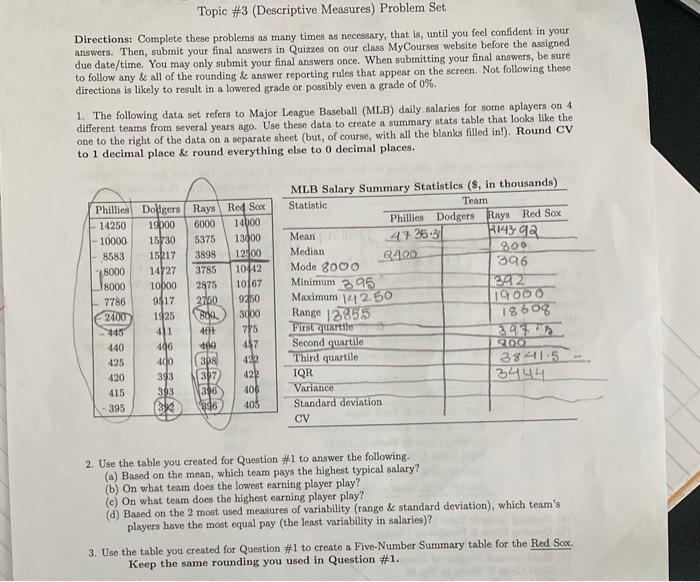 Topic #3 (Descriptive Measures) Problem Set
Directions: Complete these problems as many times as necessary, that is, until you feel confident in your
answers. Then, submit your final answers in Quizzes on our class MyCourses website before the assigned
due date/time. You may only submit your final answers once. When submitting your final answers, be sure
to follow any & all of the rounding & answer reporting rules that appear on the screen. Not following these
directions is likely to result in a lowered grade or possibly even a grade of 0%.
1. The following data set refers to Major League Baseball (MLB) daily salaries for some aplayers on 4
different teams from several years ago. Use these data to create a summary stats table that looks like the
one to the right of the data on a separate sheet (but, of course, with all the blanks filled in!). Round CV
to 1 decimal place & round everything else to 0 decimal places.
Phillies Dodgers Rays Red Sox
14250 19000 6000 14000
10000 15730 5375 13000
8583 15217 3898 12500
8000 14727 3785 10442
8000 10000 2875 10167
7786 9517 2750 9250
2400 1925 800 3000
445 411 775
440 406 400 487
425 400 398 422
420 393 397 422
415 393 396 406
395 392 396 405
MLB Salary Summary Statistics ($, in thousands)
Statistic Team
Phillies Dodgers Rays Red Sox
Mean 4735.31
Median 2400 800
Mode 8000 396
Minimum 395 392
Maximum 14250 19000
Range 13855 18608
First quartile
Second quartile
Third quartile 3841.5
IQR 3444
Variance
Standard deviation
CV
2. Use the table you created for Question #1 to answer the following.
(a) Based on the mean, which team pays the highest typical salary?
(b) On what team does the lowest earning player play?
(c) On what team does the highest earning player play?
(d) Based on the 2 most used measures of variability (range & standard deviation), which team's
players have the most equal pay (the least variability in salaries)?
3. Use the table you created for Question #1 to create a Five-Number Summary table for the Red Sox.
Keep the same rounding you used in Question #1.